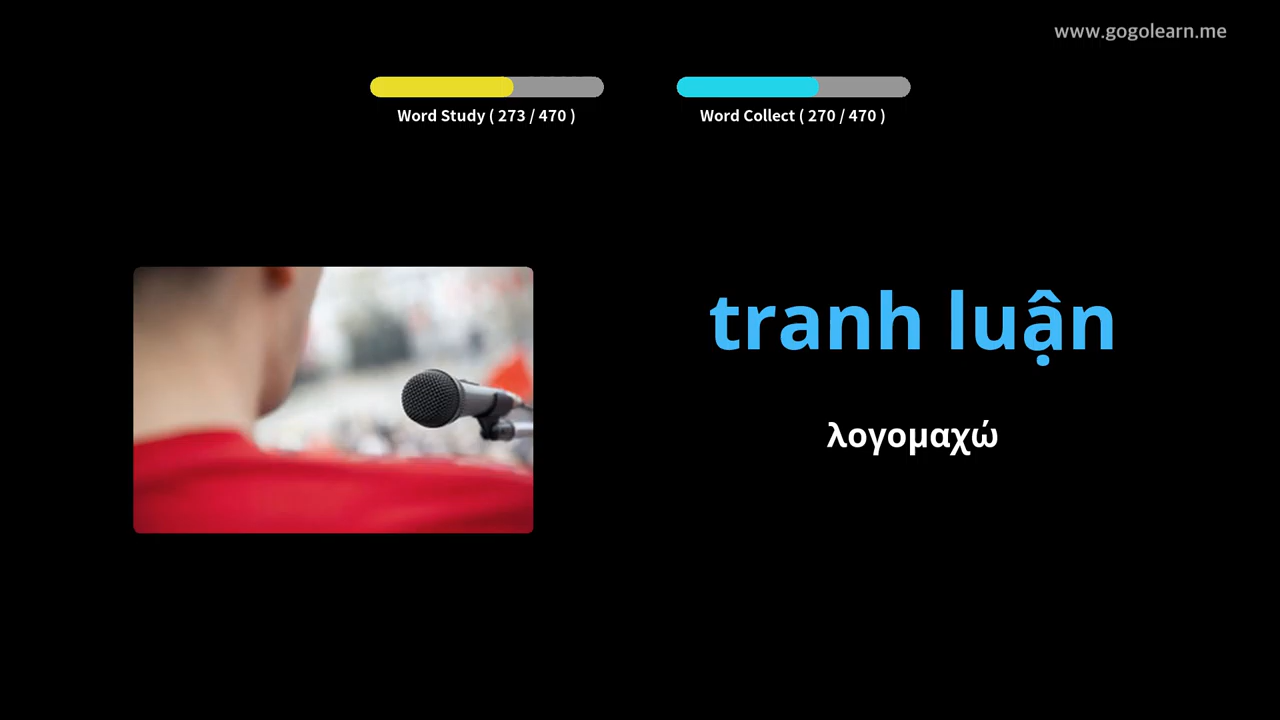 www.gogolearn.me
Word Study ( 273 / 470 )
Word Collect ( 270 / 470 )
tranh luận
λογομαχώ